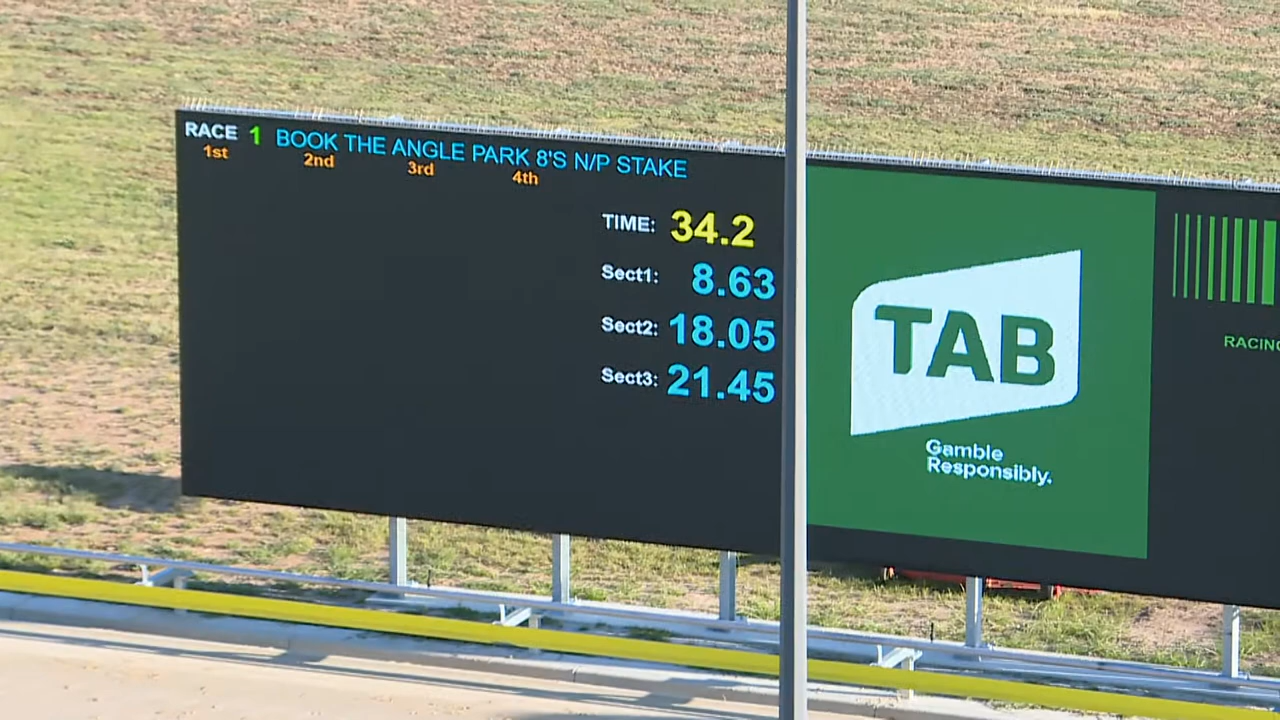 RACE 1 BOOK THE ANGLE PARK 8'S N/P STAKE
1st 2nd 3rd 4th
TIME: 34.2
Sect1: 8.63
Sect2: 18.05
Sect3: 21.45
TAB
Gamble
Responsibly.
RACING